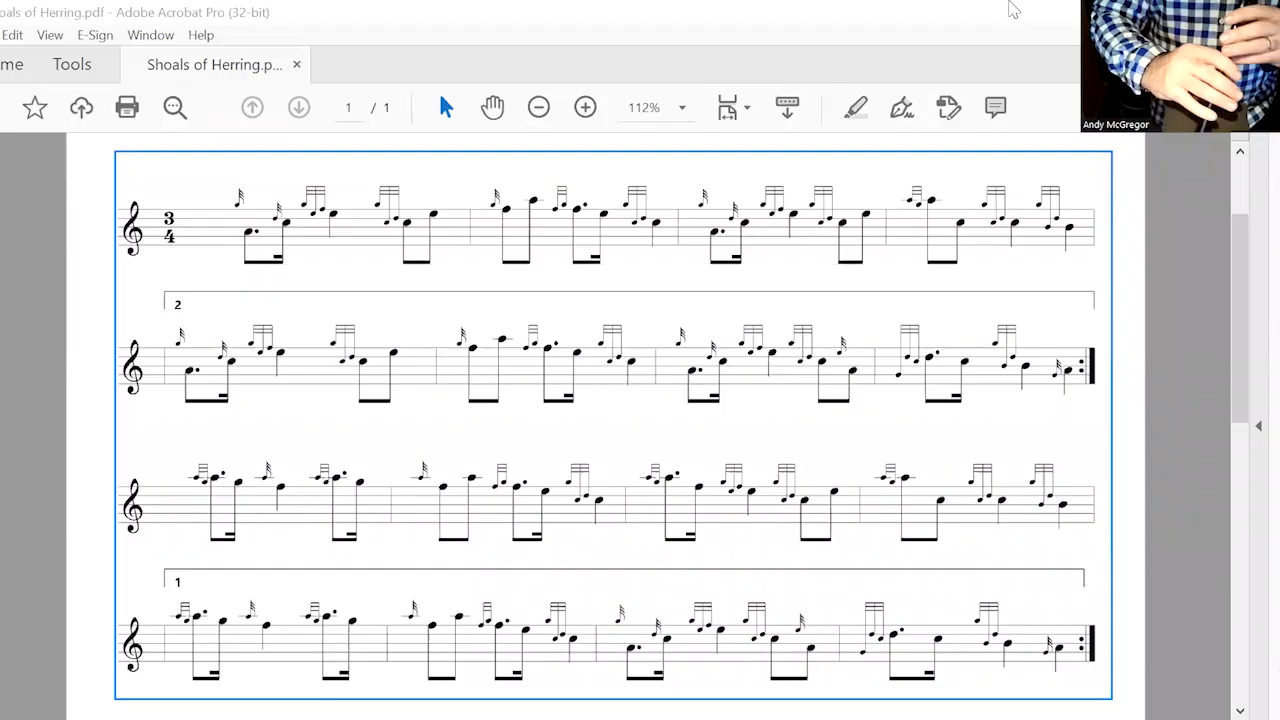 oals of Herring.pdf - Adobe Acrobat Pro (32-bit)
Edit View E-Sign Window Help
me Tools Shoals of Herring.p... ×
1 / 1 112%
Andy McGregor
3
4
2
1